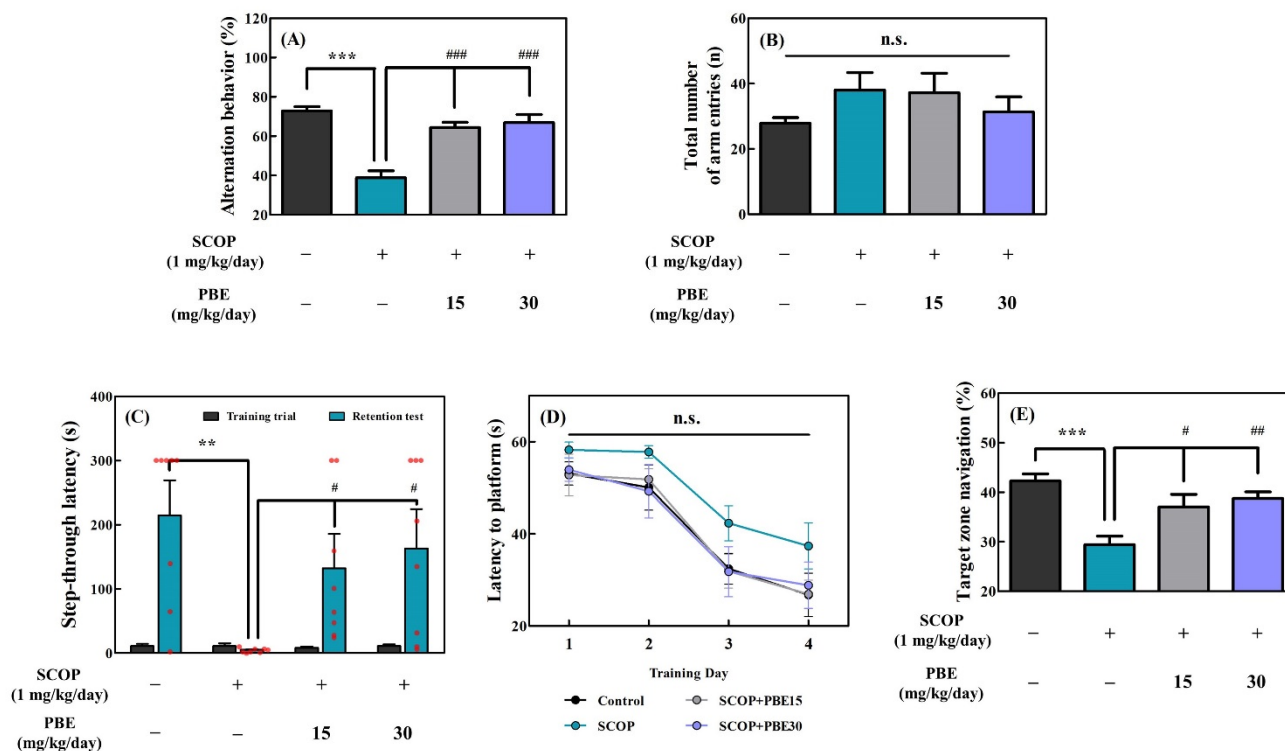 (A)
Alternation behavior (%)
120
100
80
60
40
20
***
###
###
SCOP
(1 mg/kg/day)
– + + +
PBE
(mg/kg/day)
– – 15 30
(B)
Total number
of arm entries (n)
60
40
20
0
n.s.
SCOP
(1 mg/kg/day)
– + + +
PBE
(mg/kg/day)
– – 15 30
(C)
Training trial Retention test
Step-through latency (s)
400
300
200
100
0
**
#
#
SCOP
(1 mg/kg/day)
– + + +
PBE
(mg/kg/day)
– – 15 30
(D)
n.s.
Latency to platform (s)
60
40
20
1 2 3 4
Training Day
Control SCOP+PBE15
SCOP SCOP+PBE30
(E)
Target zone navigation (%)
60
50
40
30
20
***
#
##
SCOP
(1 mg/kg/day)
– + + +
PBE
(mg/kg/day)
– – 15 30